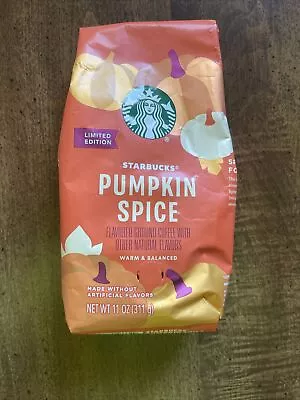 LIMITED
EDITION
STARBUCKS®
PUMPKIN
SPICE
FLAVORED GROUND COFFEE WITH
OTHER NATURAL FLAVORS
WARM & BALANCED
MADE WITHOUT
ARTIFICIAL FLAVORS
NET WT 11 OZ (311 g)